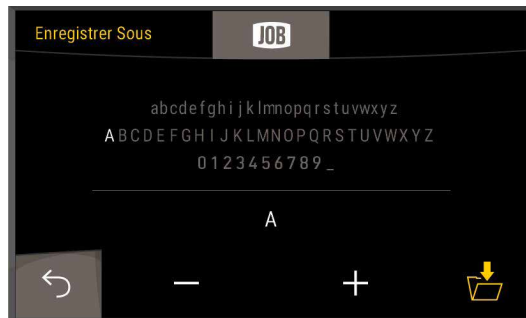 Enregistrer Sous
JOB
abcdefghijklmnopqrstuvwxyz
ABCDEFGHIJKLMNOPQRSTUVWXYZ
0123456789_
A